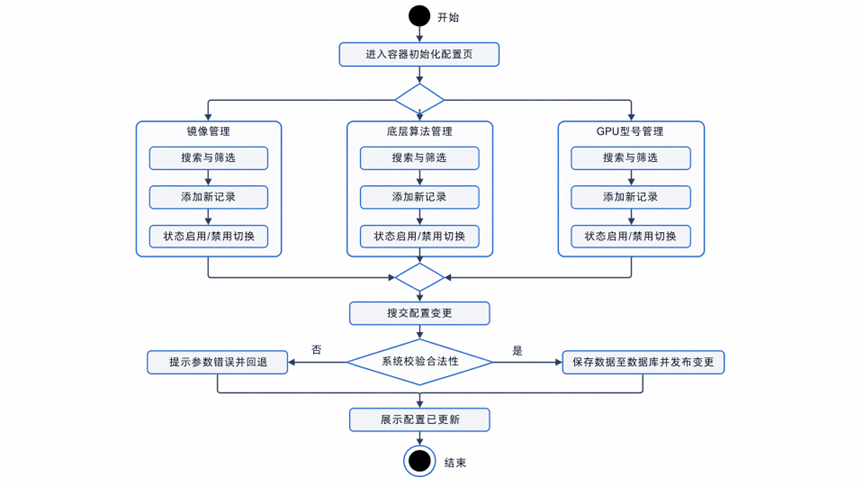 开始
进入容器初始化配置页
镜像管理
底层算法管理
GPU型号管理
搜索与筛选
搜索与筛选
搜索与筛选
添加新记录
添加新记录
添加新记录
状态启用/禁用切换
状态启用/禁用切换
状态启用/禁用切换
搜交配置变更
否
系统校验合法性
是
提示参数错误并回退
保存数据至数据库并发布变更
展示配置已更新
结束